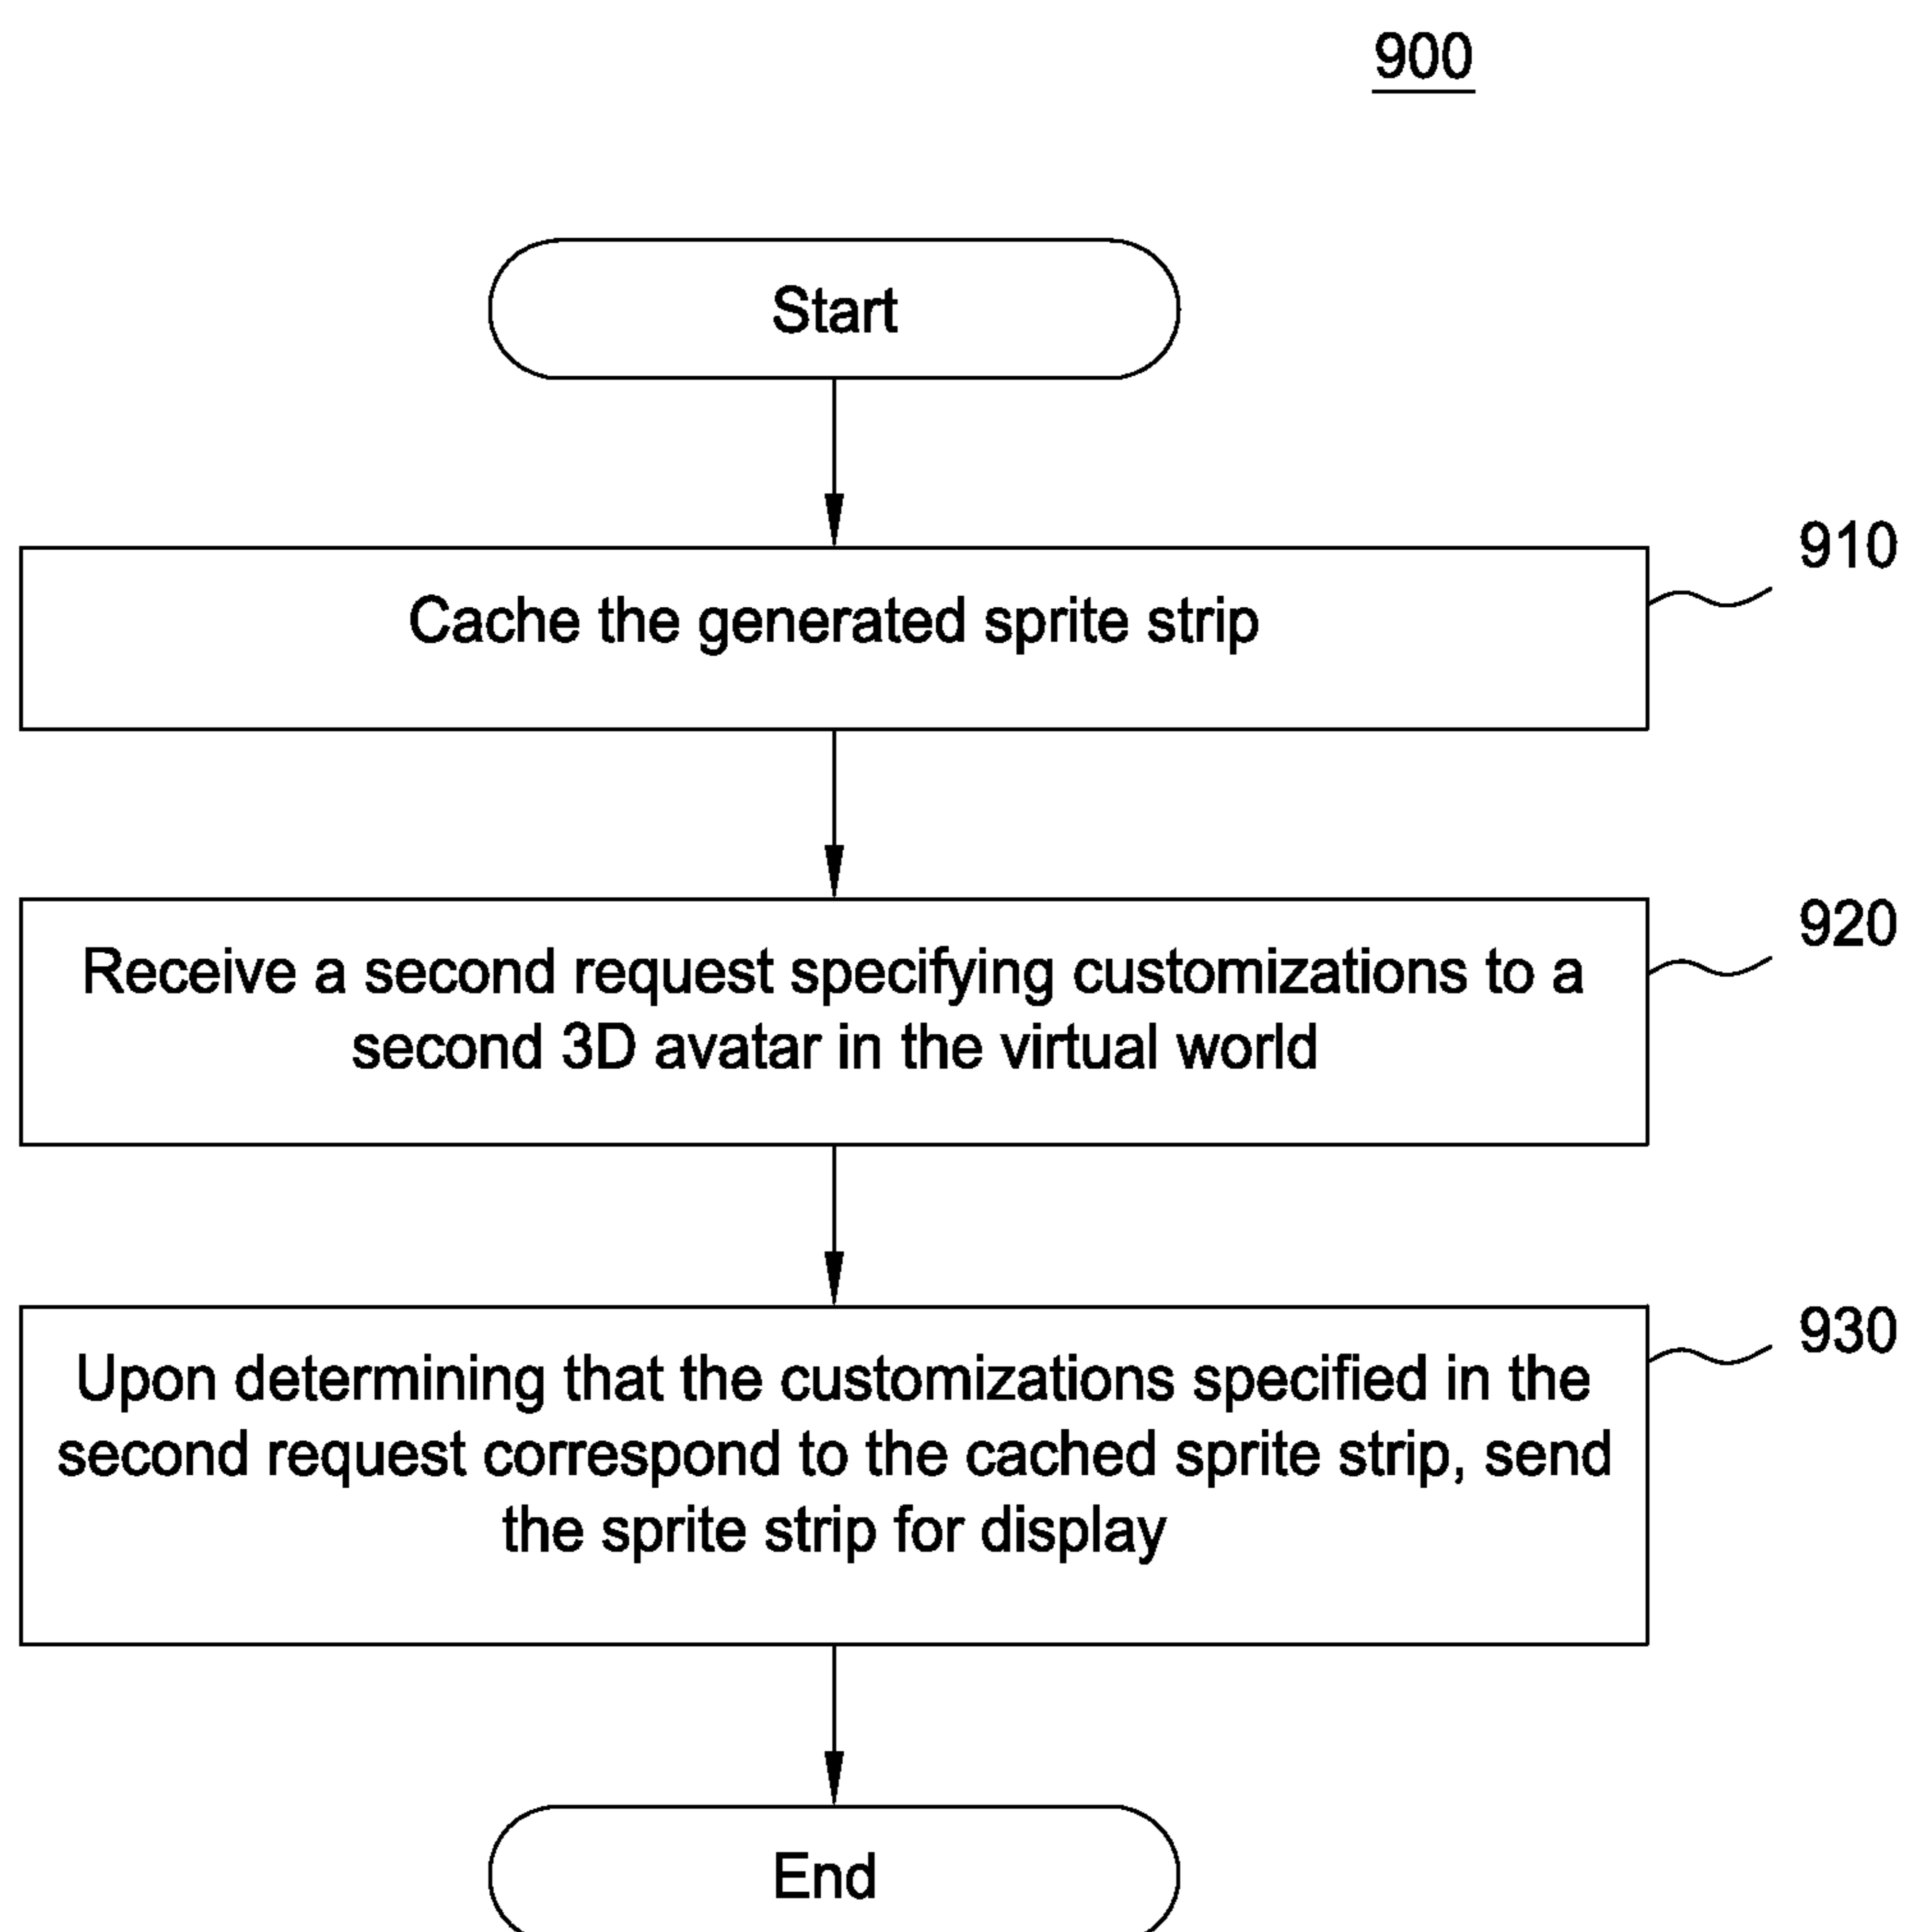 900
Start
910
Cache the generated sprite strip
920
Receive a second request specifying customizations to a
second 3D avatar in the virtual world
930
Upon determining that the customizations specified in the
second request correspond to the cached sprite strip, send
the sprite strip for display
End